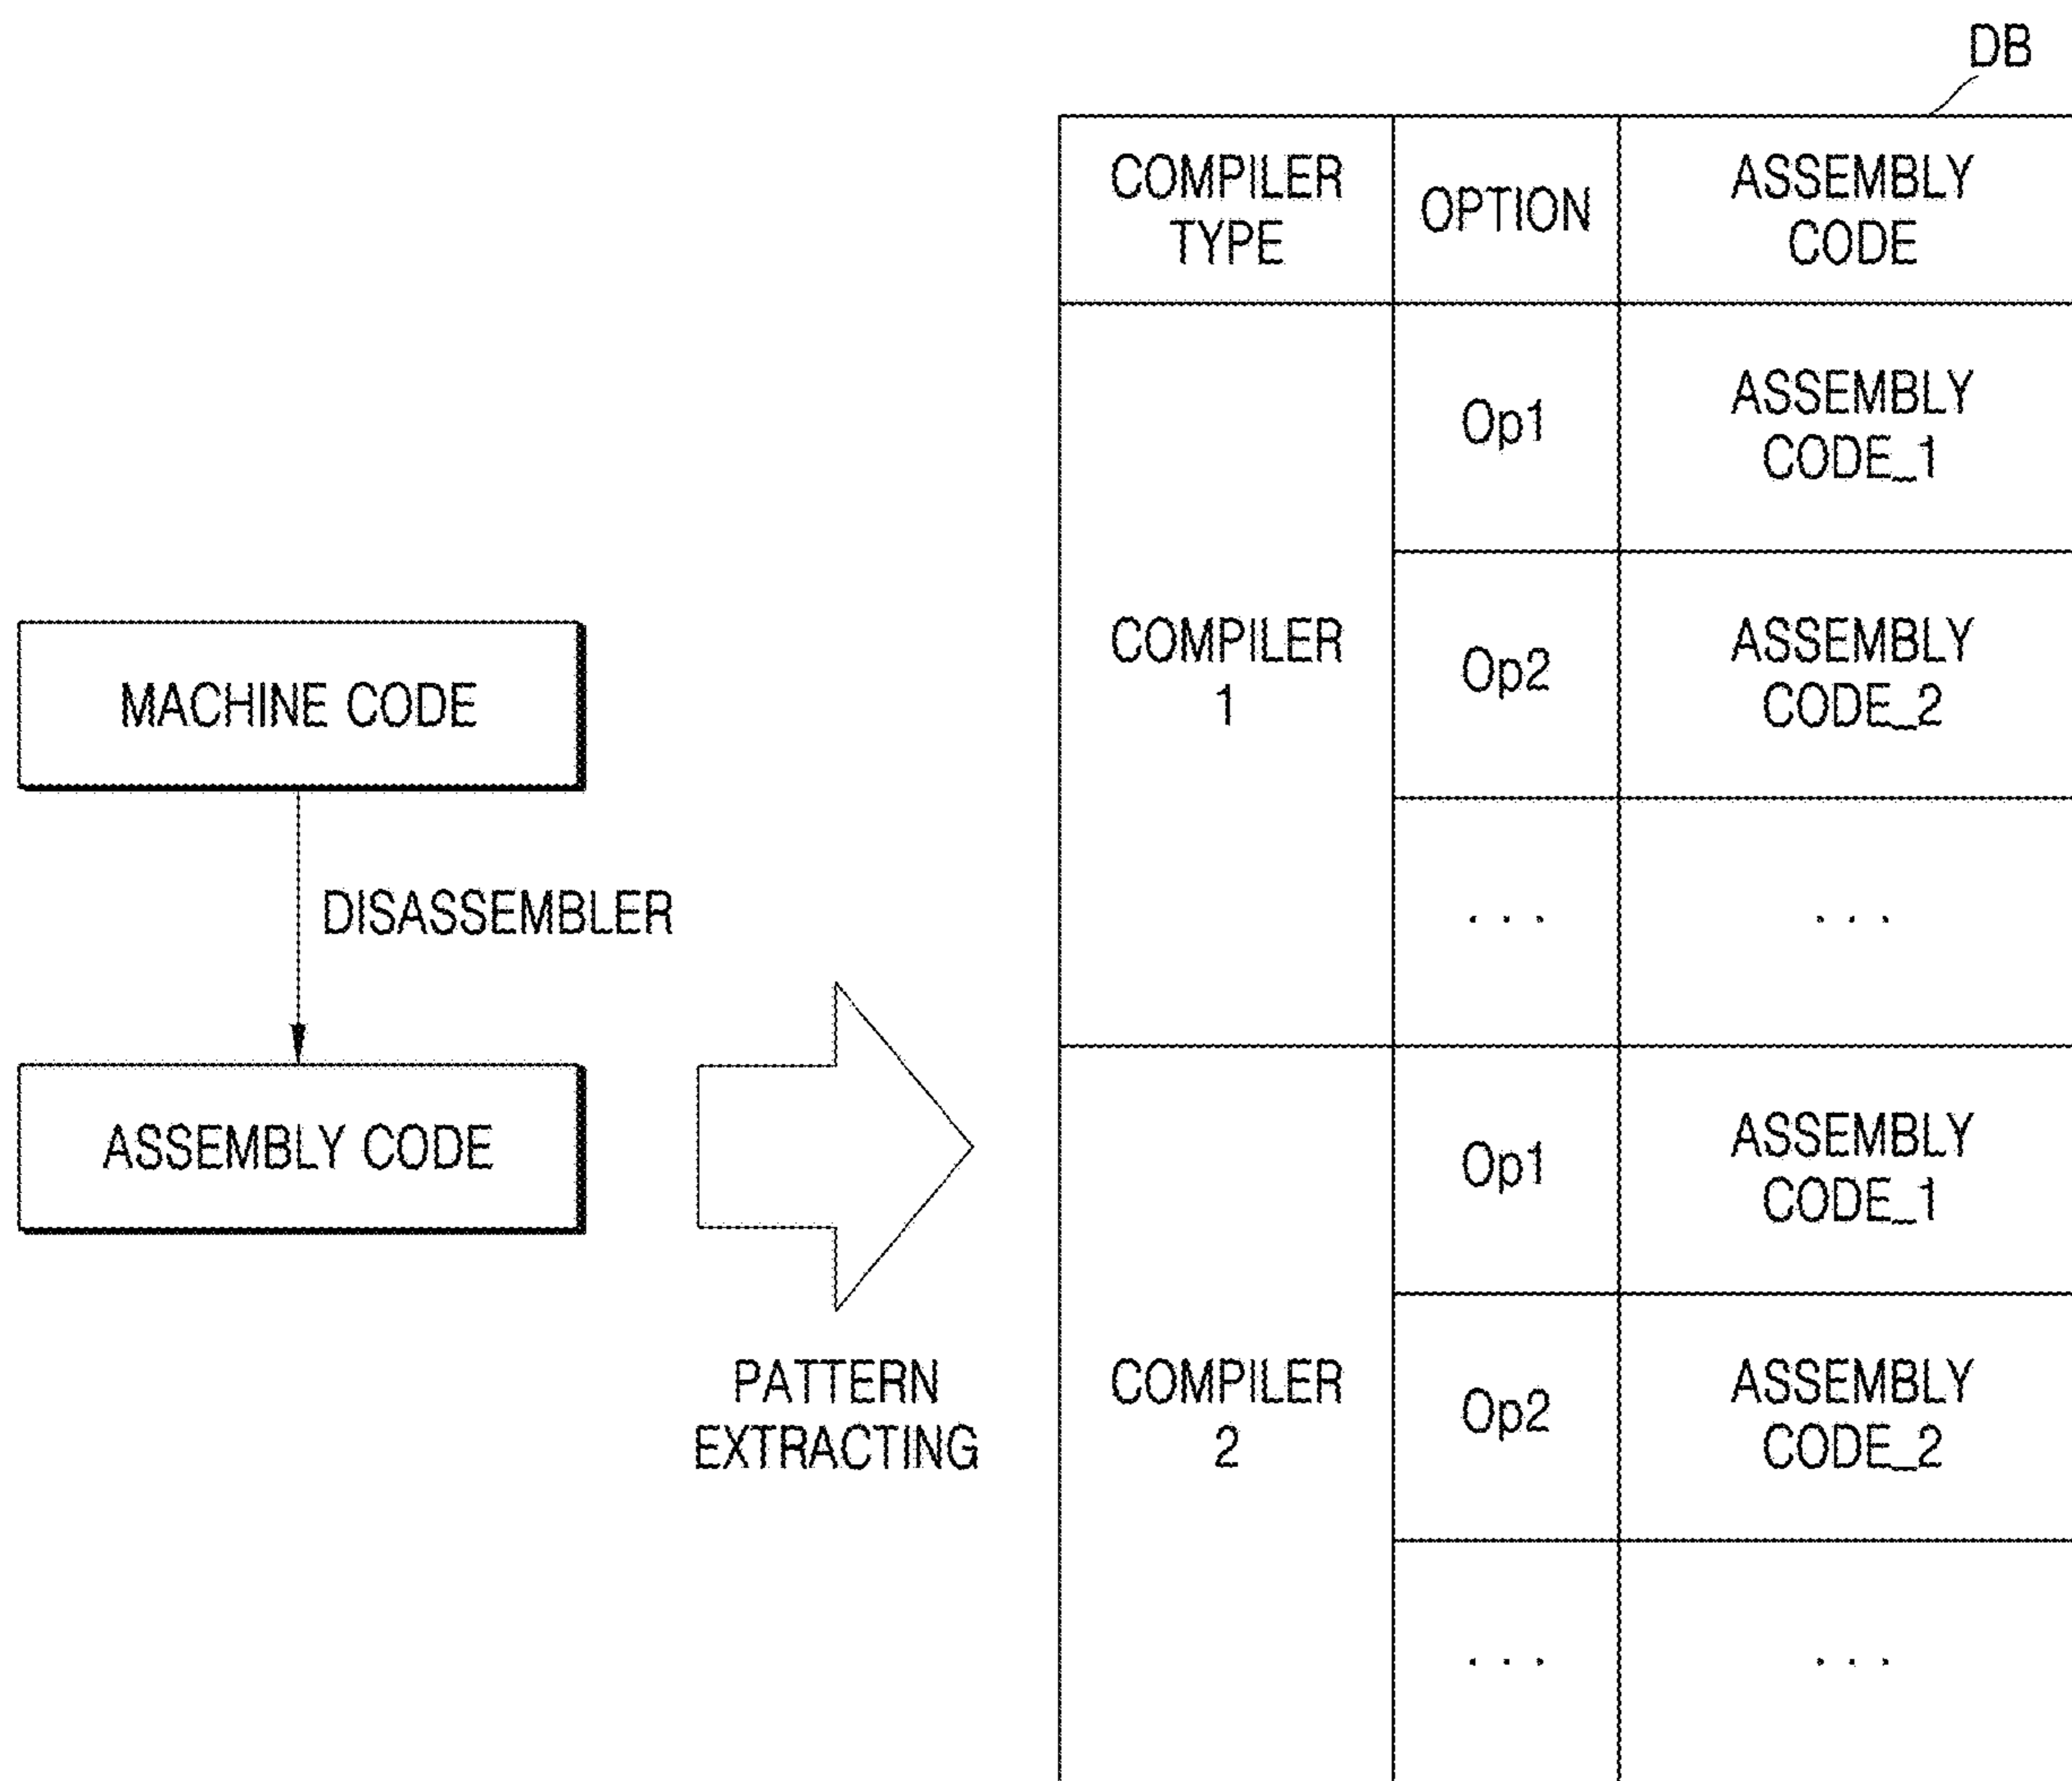 DB
COMPILER
TYPE
OPTION
ASSEMBLY
CODE
Op1
ASSEMBLY
CODE_1
COMPILER
1
Op2
ASSEMBLY
CODE_2
. . .
. . .
COMPILER
2
Op1
ASSEMBLY
CODE_1
Op2
ASSEMBLY
CODE_2
. . .
. . .
MACHINE CODE
DISASSEMBLER
ASSEMBLY CODE
PATTERN
EXTRACTING